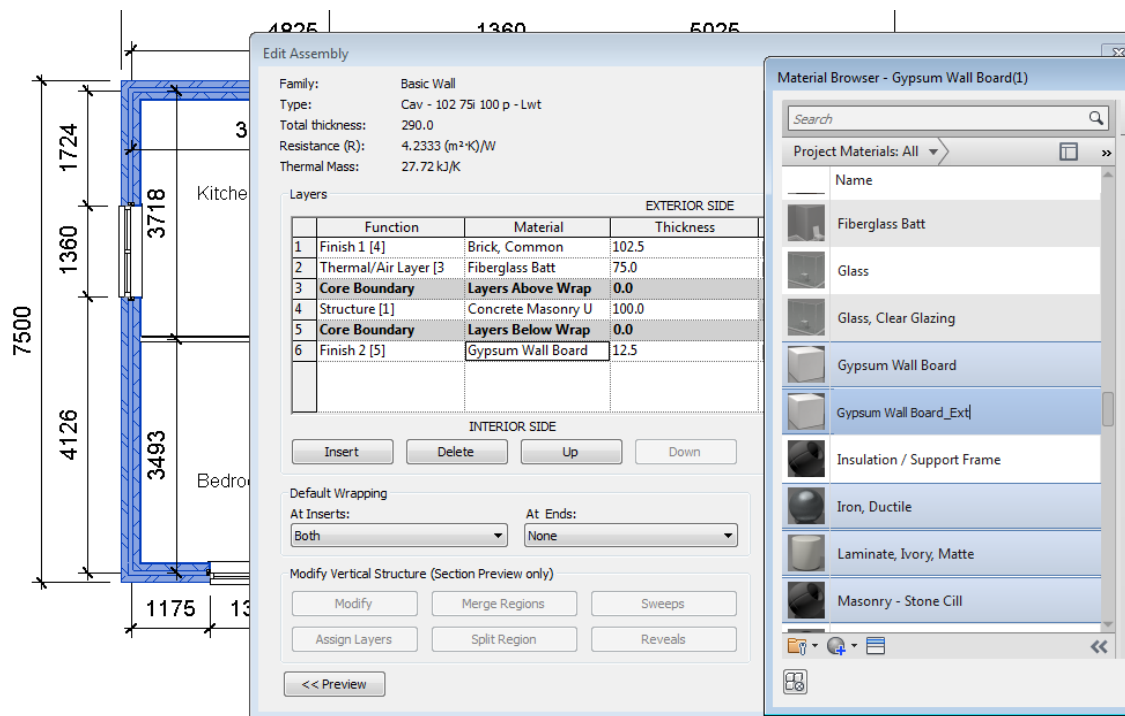 4825 1360 5025
Edit Assembly
Family: Basic Wall
Type: Cav - 102 75i 100 p - Lwt
Total thickness: 290.0
Resistance (R): 4.2333 (m²·K)/W
Thermal Mass: 27.72 kJ/K
Layers
EXTERIOR SIDE
Function Material Thickness
1 Finish 1 [4] Brick, Common 102.5
2 Thermal/Air Layer [3 Fiberglass Batt 75.0
3 Core Boundary Layers Above Wrap 0.0
4 Structure [1] Concrete Masonry U 100.0
5 Core Boundary Layers Below Wrap 0.0
6 Finish 2 [5] Gypsum Wall Board 12.5
INTERIOR SIDE
Insert Delete Up Down
Default Wrapping
At Inserts: At Ends:
Both None
Modify Vertical Structure (Section Preview only)
Modify Merge Regions Sweeps
Assign Layers Split Region Reveals
<< Preview
Material Browser - Gypsum Wall Board(1)
Search
Project Materials: All
»
Name
Fiberglass Batt
Glass
Glass, Clear Glazing
Gypsum Wall Board
Gypsum Wall Board_Ext
Insulation / Support Frame
Iron, Ductile
Laminate, Ivory, Matte
Masonry - Stone Cill
<<
7500
1724
1360
4126
3718
3493
3
Kitche
Bedro
1175 13